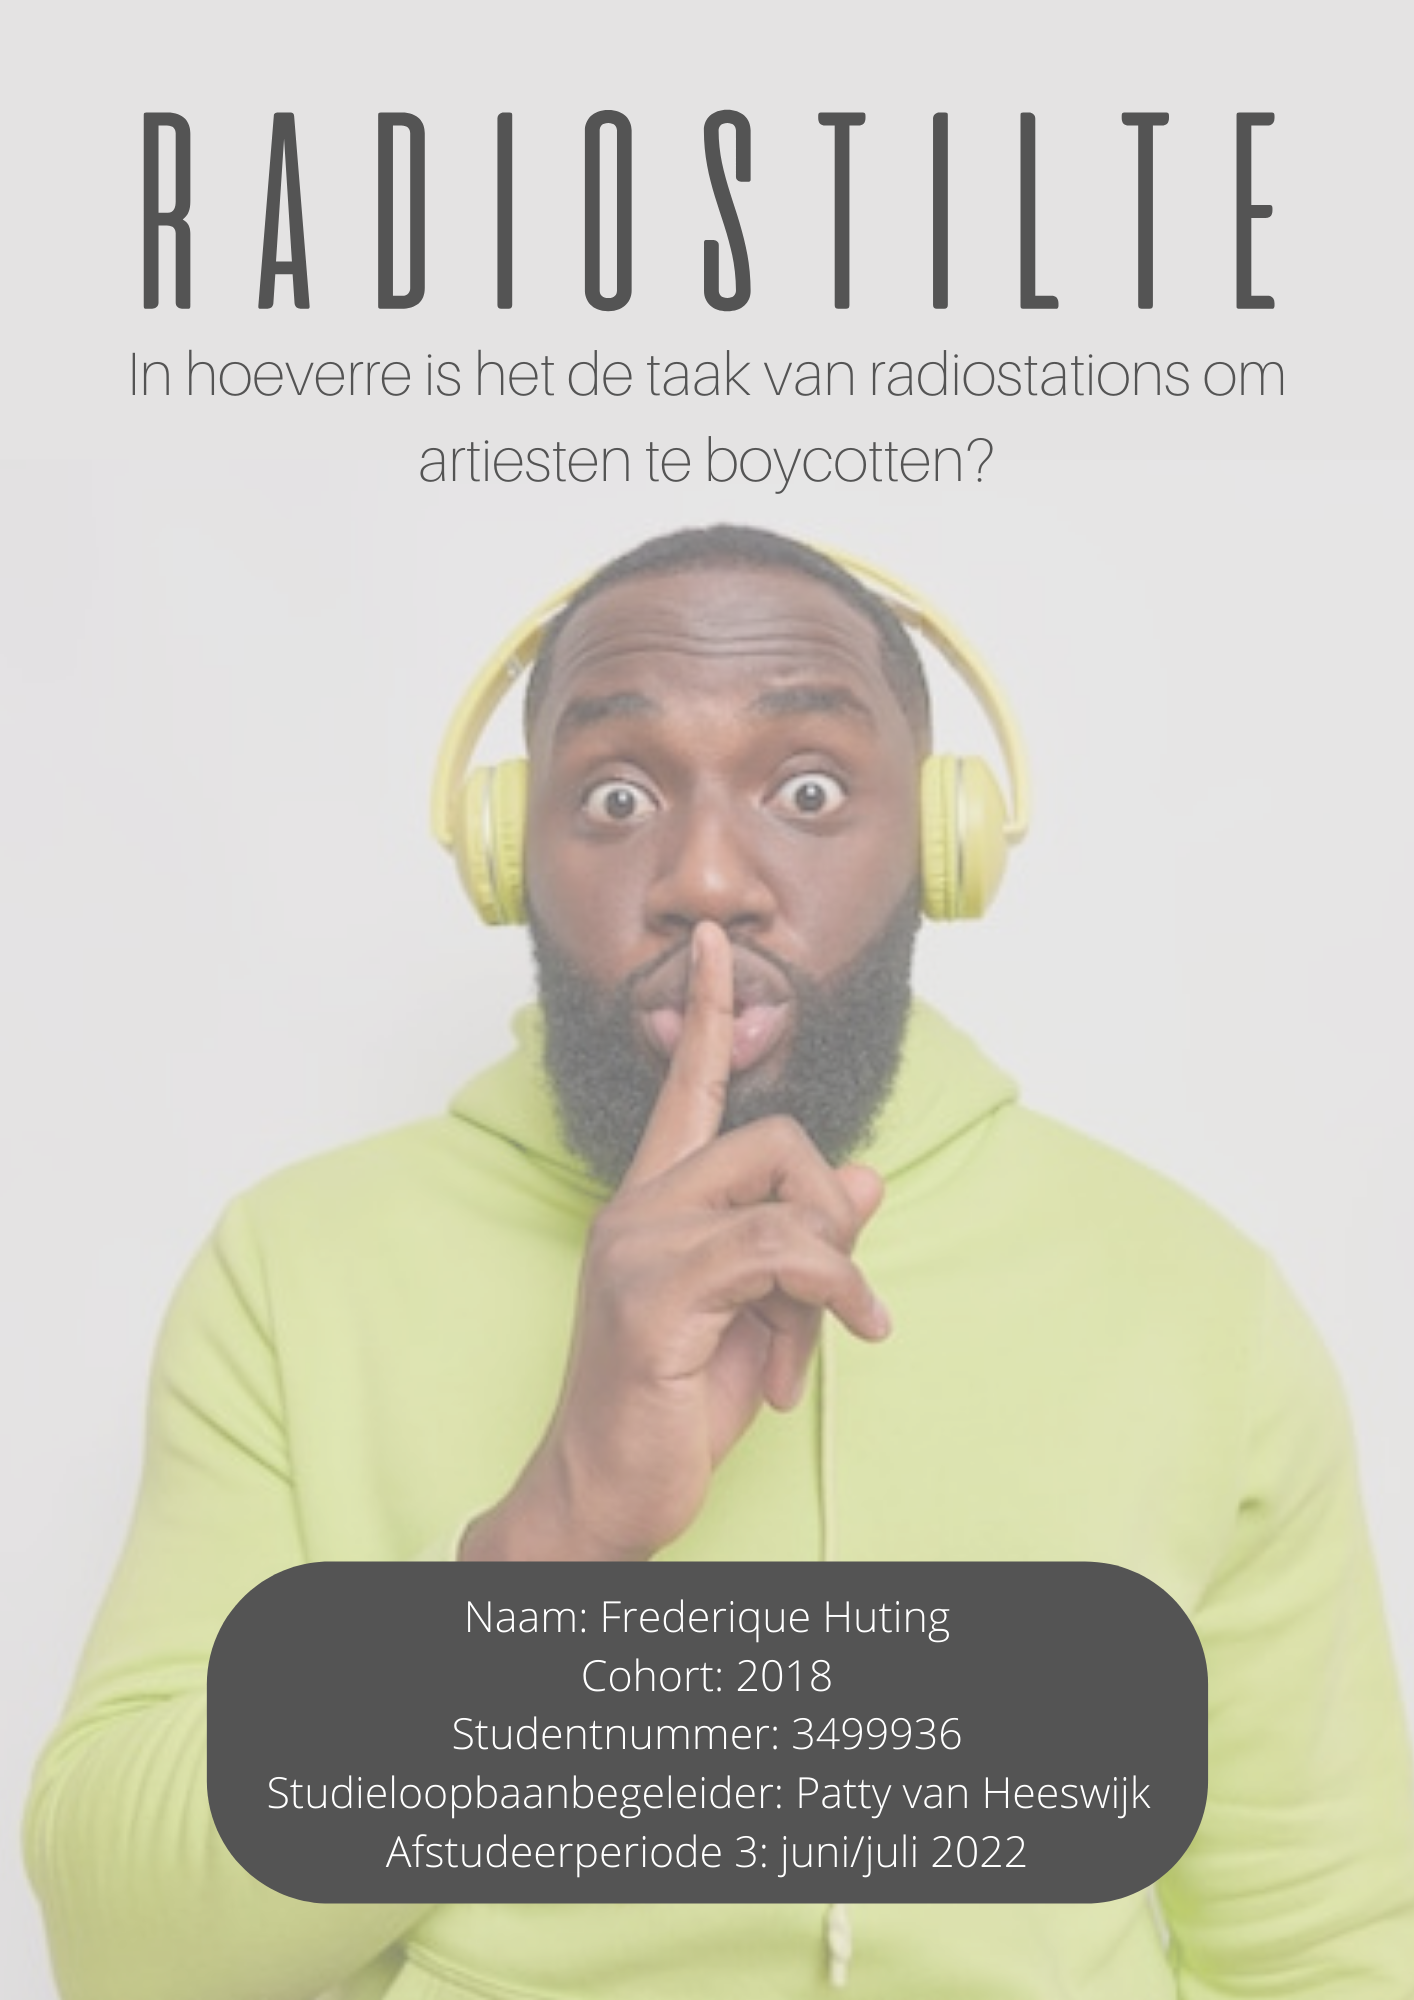 RADIOSTILTE
In hoeverre is het de taak van radiostations om
artiesten te boycotten?
Naam: Frederique Huting
Cohort: 2018
Studentnummer: 3499936
Studieloopbaanbegeleider: Patty van Heeswijk
Afstudeerperiode 3: juni/juli 2022